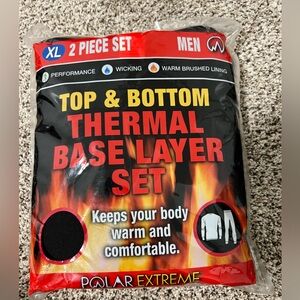 XL 2 PIECE SET MEN
PERFORMANCE WICKING WARM BRUSHED LINING
TOP & BOTTOM
THERMAL
BASE LAYER
SET
Keeps your body
warm and
comfortable.
POLAR EXTREME